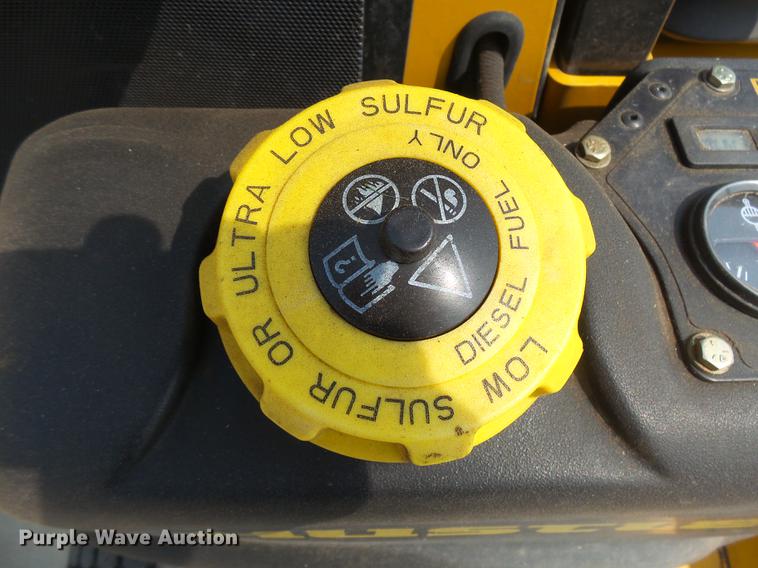 LOW SULFUR OR ULTRA LOW SULFUR
DIESEL FUEL ONLY
Purple Wave Auction